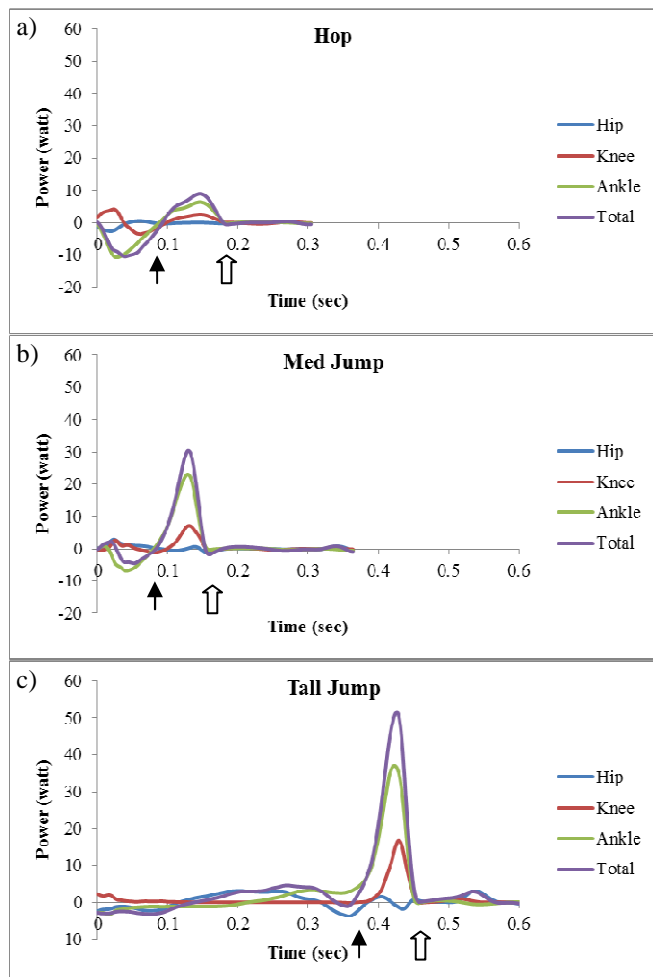 a)
Hop
60
50
40
30
20
10
0
-10
-20
Power (watt)
0 0.1 0.2 0.3 0.4 0.5 0.6
Time (sec)
Hip
Knee
Ankle
Total
b)
Med Jump
60
50
40
30
20
10
0
-10
-20
Power (watt)
0 0.1 0.2 0.3 0.4 0.5 0.6
Time (sec)
Hip
Knee
Ankle
Total
c)
Tall Jump
60
50
40
30
20
10
0
10
Power (watt)
0 0.1 0.2 0.3 0.4 0.5 0.6
Time (sec)
Hip
Knee
Ankle
Total